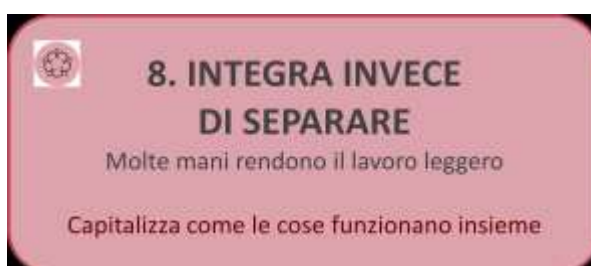 8. INTEGRA INVECE
DI SEPARARE
Molte mani rendono il lavoro leggero
Capitalizza come le cose funzionano insieme